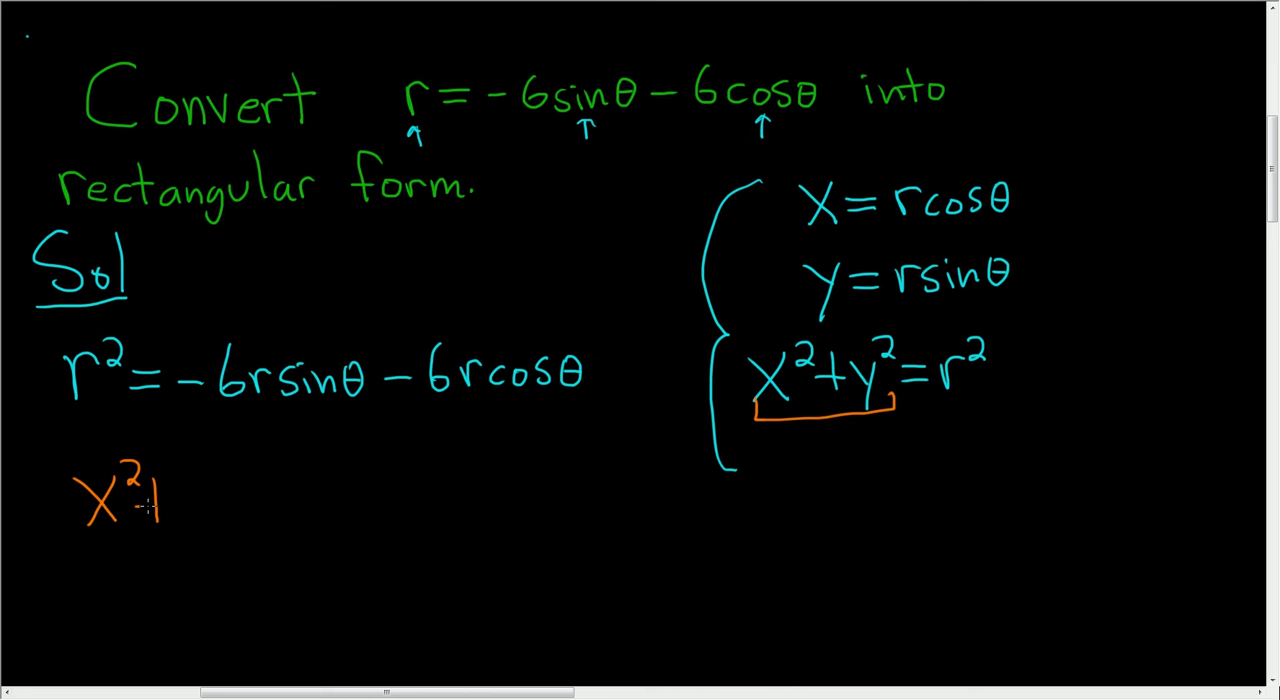 Convert r = -6sinθ - 6cosθ into
rectangular form.
Sol
x = rcosθ
y = rsinθ
x² + y² = r²
r² = -6rsinθ - 6rcosθ
x²